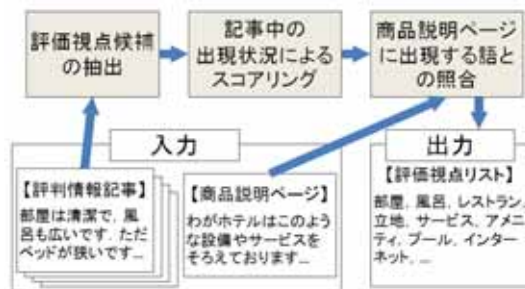 評価視点候補
の抽出
記事中の
出現状況による
スコアリング
商品説明ページ
に出現する語と
の照合
入力
【評判情報記事】
部屋は清潔で，風
呂も広いです．ただ
ベッドが狭いです…
【商品説明ページ】
わがホテルはこのよう
な設備やサービスを
そろえております…
出力
【評価視点リスト】
部屋，風呂，レストラン，
立地，サービス，アメニ
ティ，プール，インター
ネット，…